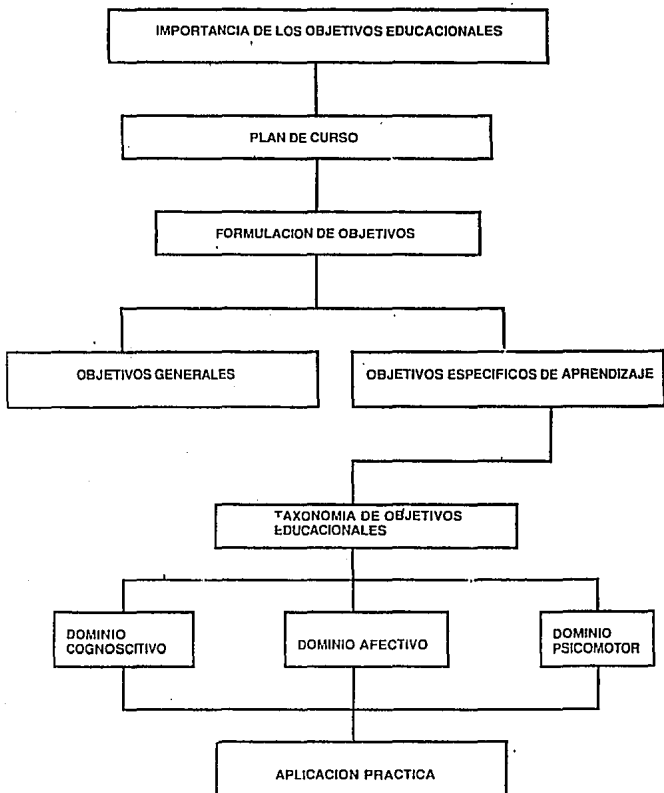 IMPORTANCIA DE LOS OBJETIVOS EDUCACIONALES
PLAN DE CURSO
FORMULACION DE OBJETIVOS
OBJETIVOS GENERALES
OBJETIVOS ESPECIFICOS DE APRENDIZAJE
TAXONOMIA DE OBJETIVOS
EDUCACIONALES
DOMINIO
COGNOSCITIVO
DOMINIO AFECTIVO
DOMINIO
PSICOMOTOR
APLICACION PRACTICA